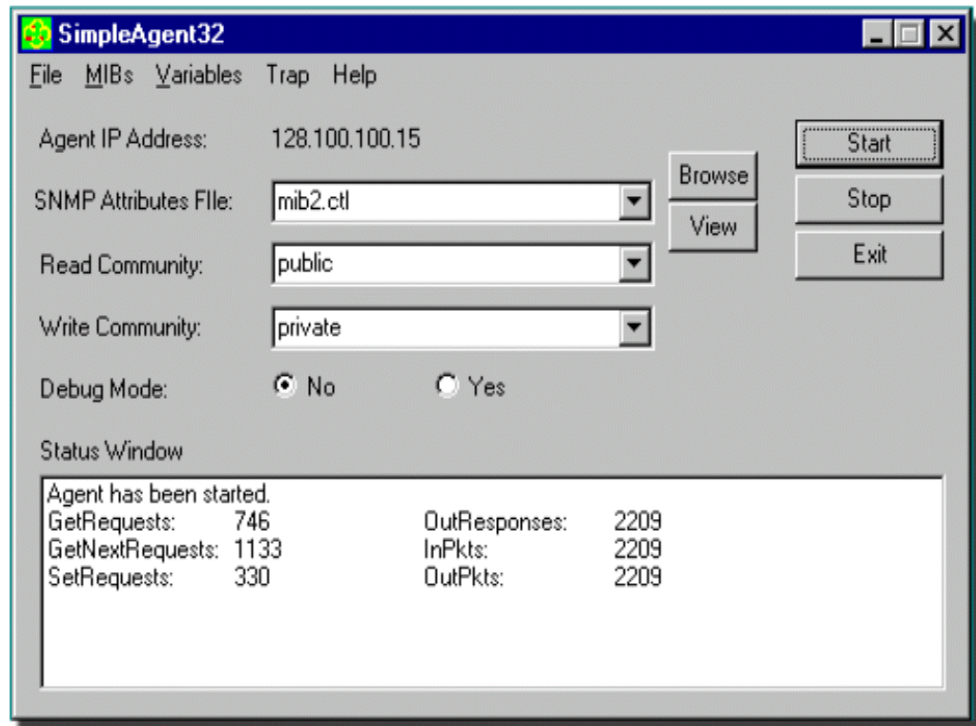 SimpleAgent32
File MIBs Variables Trap Help
Agent IP Address: 128.100.100.15
Start
Browse
SNMP Attributes FIle: mib2.ctl
Stop
View
Read Community: public
Exit
Write Community: private
Debug Mode: No Yes
Status Window
Agent has been started.
GetRequests: 746 OutResponses: 2209
GetNextRequests: 1133 InPkts: 2209
SetRequests: 330 OutPkts: 2209